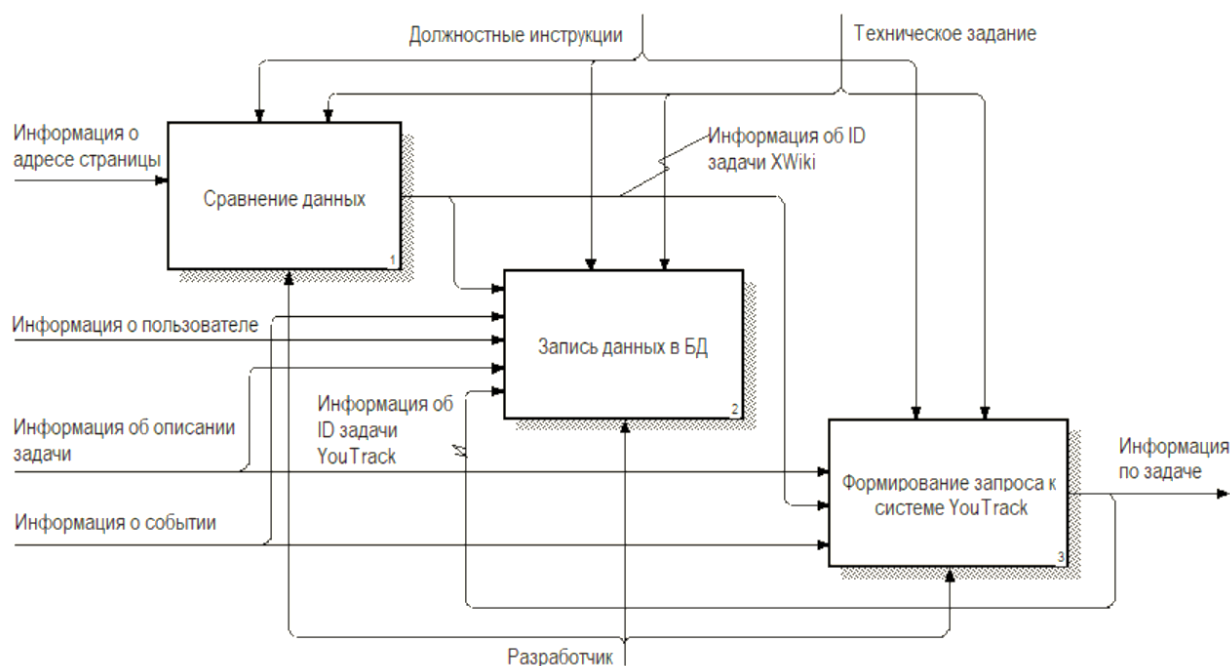 Должностные инструкции
Техническое задание
Информация о
адресе страницы
Информация об ID
задачи XWiki
Сравнение данных
1
Информация о пользователе
Запись данных в БД
2
Информация об
ID задачи
YouTrack
Информация об описании
задачи
Информация
по задаче
Формирование запроса к
системе YouTrack
3
Информация о событии
Разработчик